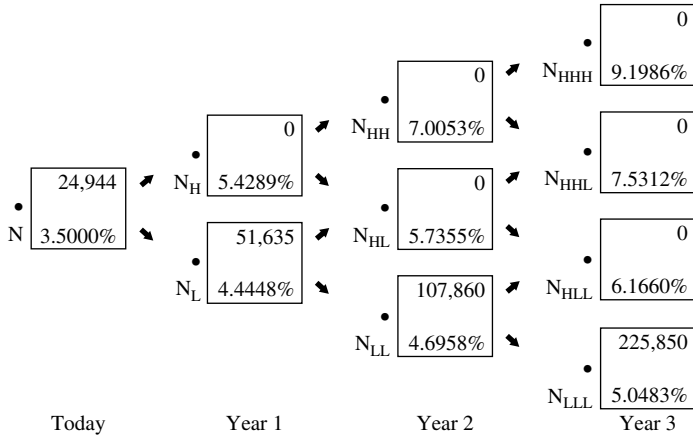 0
N_HHH 9.1986%
0
N_HH 7.0053%
0
N_H 5.4289%
0
N_HHL 7.5312%
24,944
N 3.5000%
0
N_HL 5.7355%
51,635
N_L 4.4448%
0
N_HLL 6.1660%
107,860
N_LL 4.6958%
225,850
N_LLL 5.0483%
Today Year 1 Year 2 Year 3